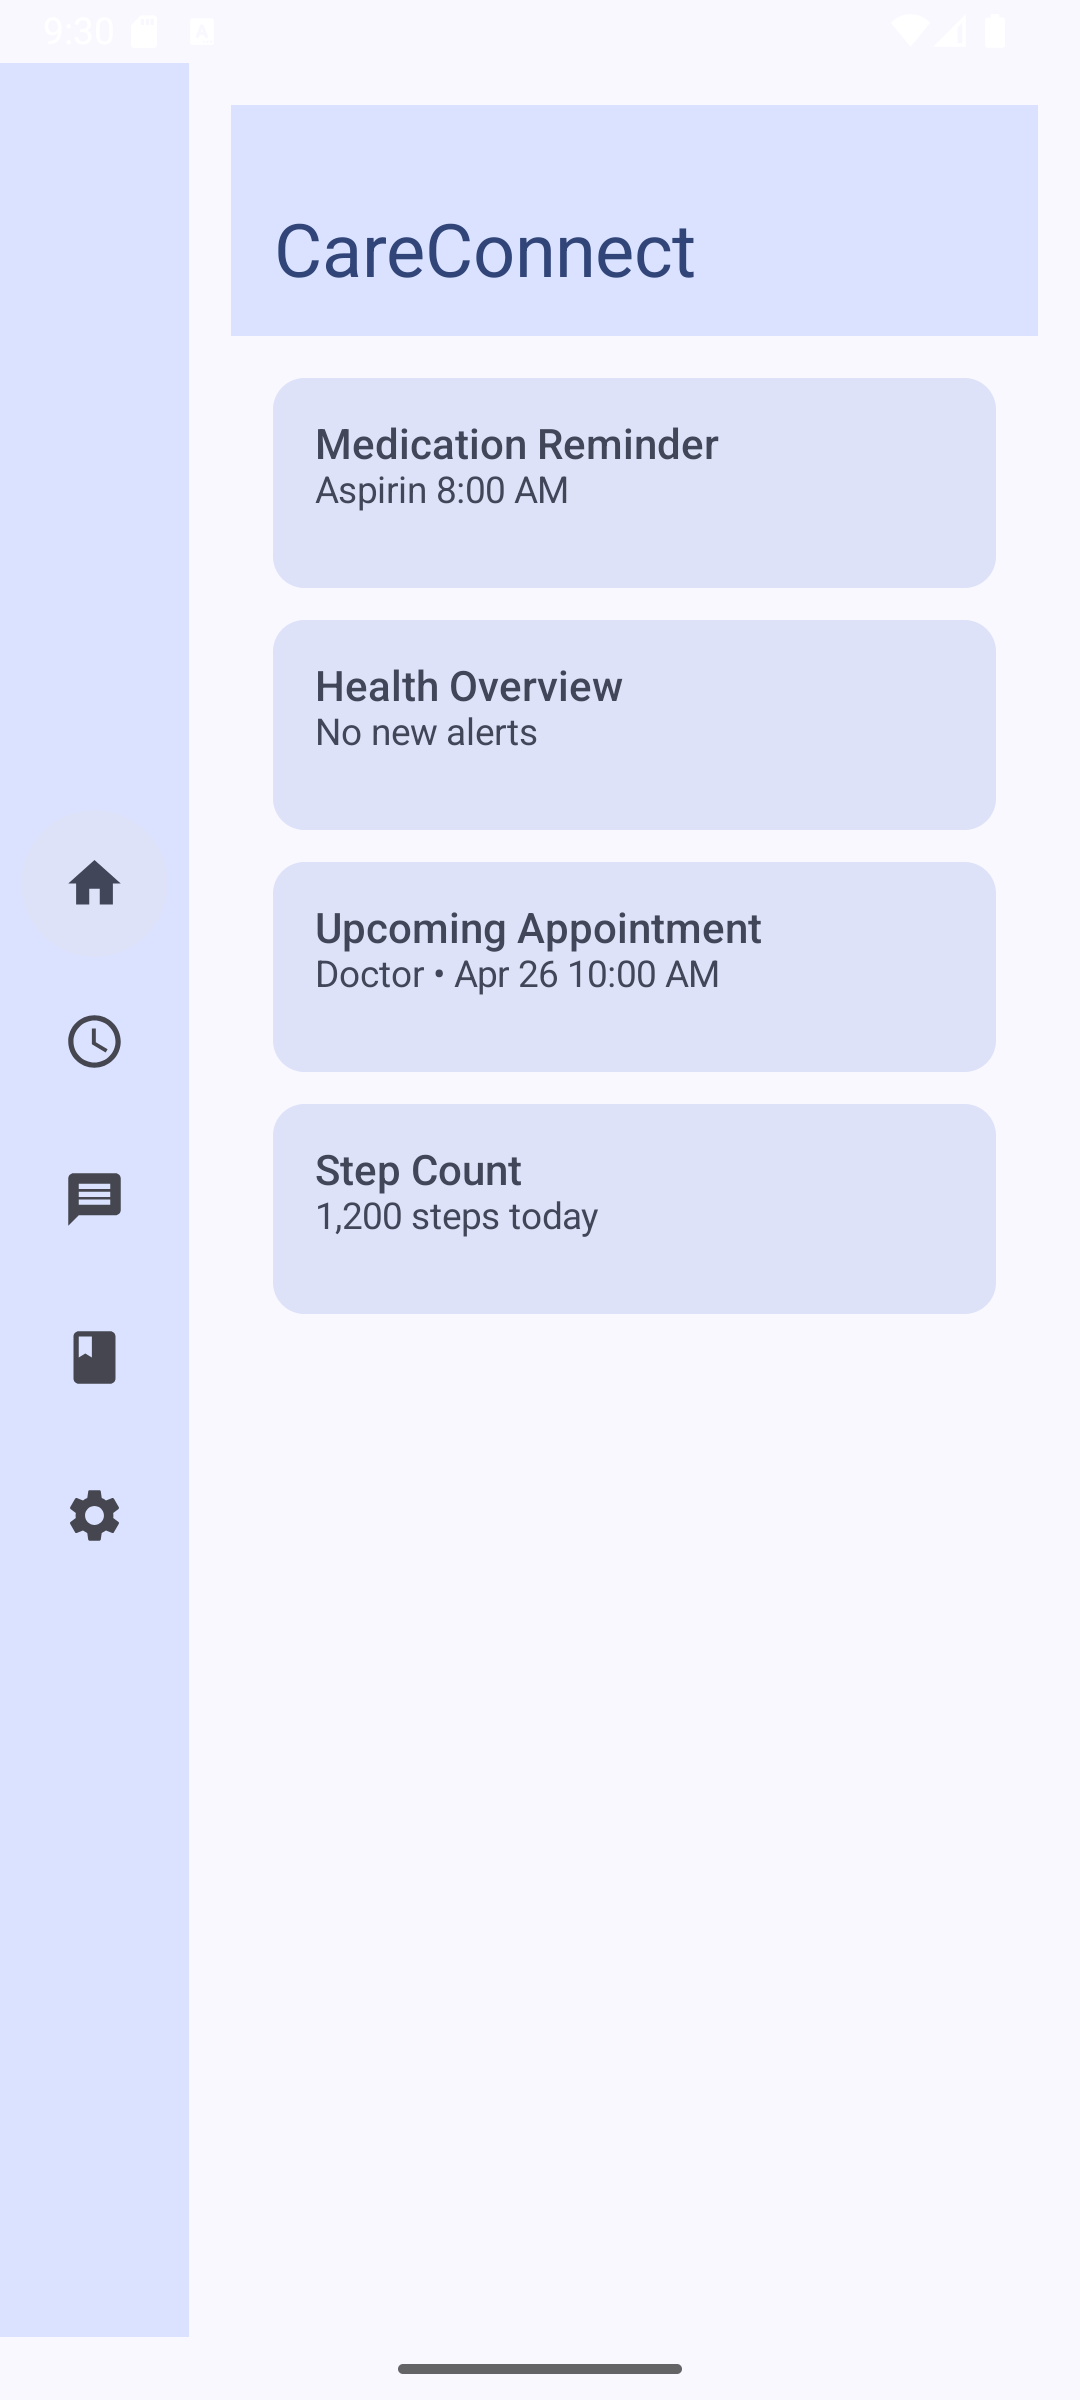 9:30
CareConnect
Medication Reminder
Aspirin 8:00 AM
Health Overview
No new alerts
Upcoming Appointment
Doctor • Apr 26 10:00 AM
Step Count
1,200 steps today